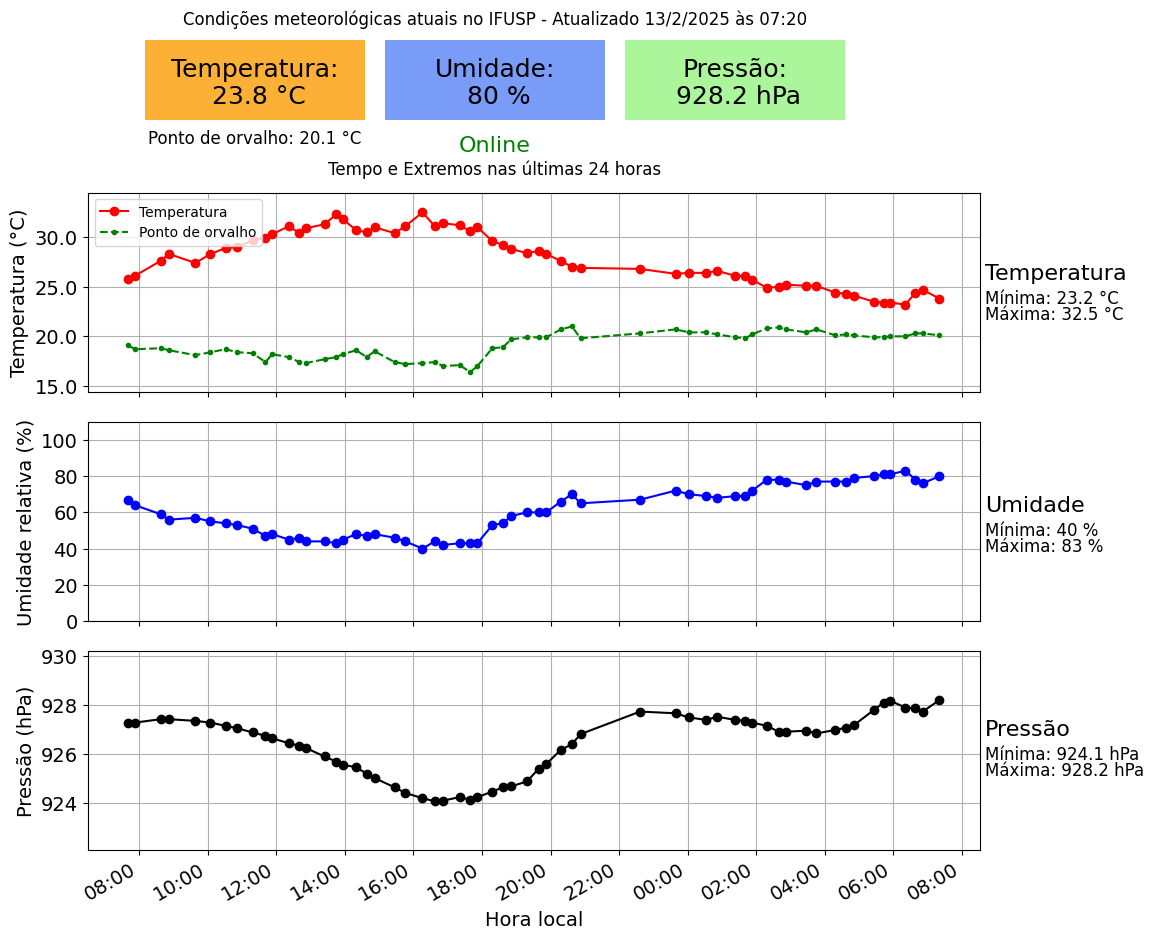 Condições meteorológicas atuais no IFUSP - Atualizado 13/2/2025 às 07:20
Temperatura:
23.8 °C
Umidade:
80 %
Pressão:
928.2 hPa
Ponto de orvalho: 20.1 °C
Online
Tempo e Extremos nas últimas 24 horas
Temperatura (°C)
30.0
25.0
20.0
15.0
Temperatura
Ponto de orvalho
Temperatura
Mínima: 23.2 °C
Máxima: 32.5 °C
Umidade relativa (%)
100
80
60
40
20
0
Umidade
Mínima: 40 %
Máxima: 83 %
Pressão (hPa)
930
928
926
924
Pressão
Mínima: 924.1 hPa
Máxima: 928.2 hPa
08:00
10:00
12:00
14:00
16:00
18:00
20:00
22:00
00:00
02:00
04:00
06:00
08:00
Hora local